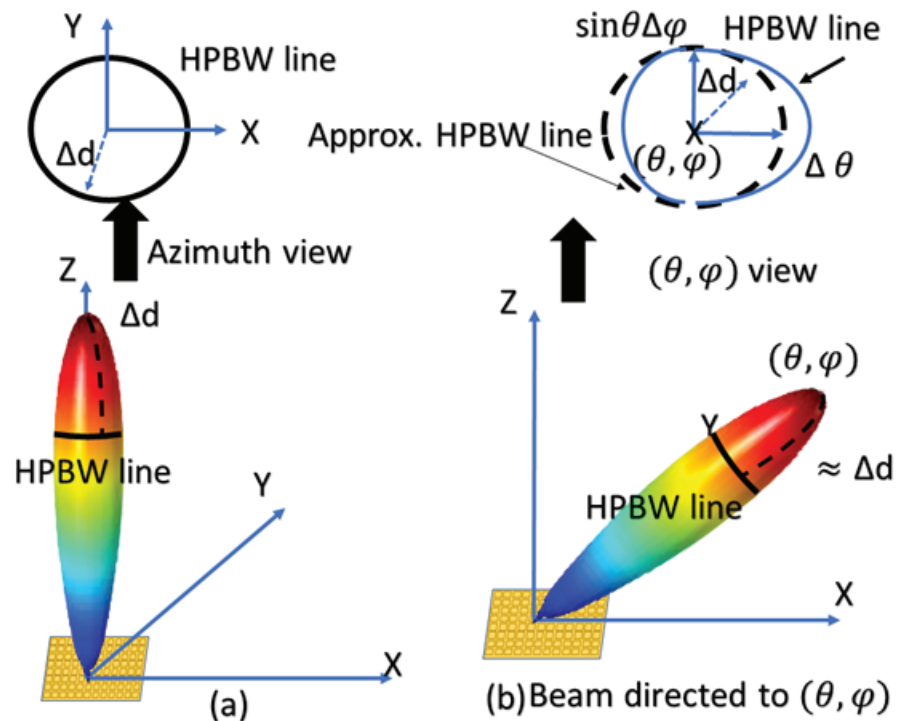 Y
HPBW line
X
Δd
Azimuth view
Z
Δd
HPBW line
Y
X
(a)
sinθΔφ
HPBW line
Δd
Approx. HPBW line
X
(θ, φ)
Δ θ
(θ, φ) view
Z
(θ, φ)
Y
≈ Δd
HPBW line
X
(b)Beam directed to (θ, φ)